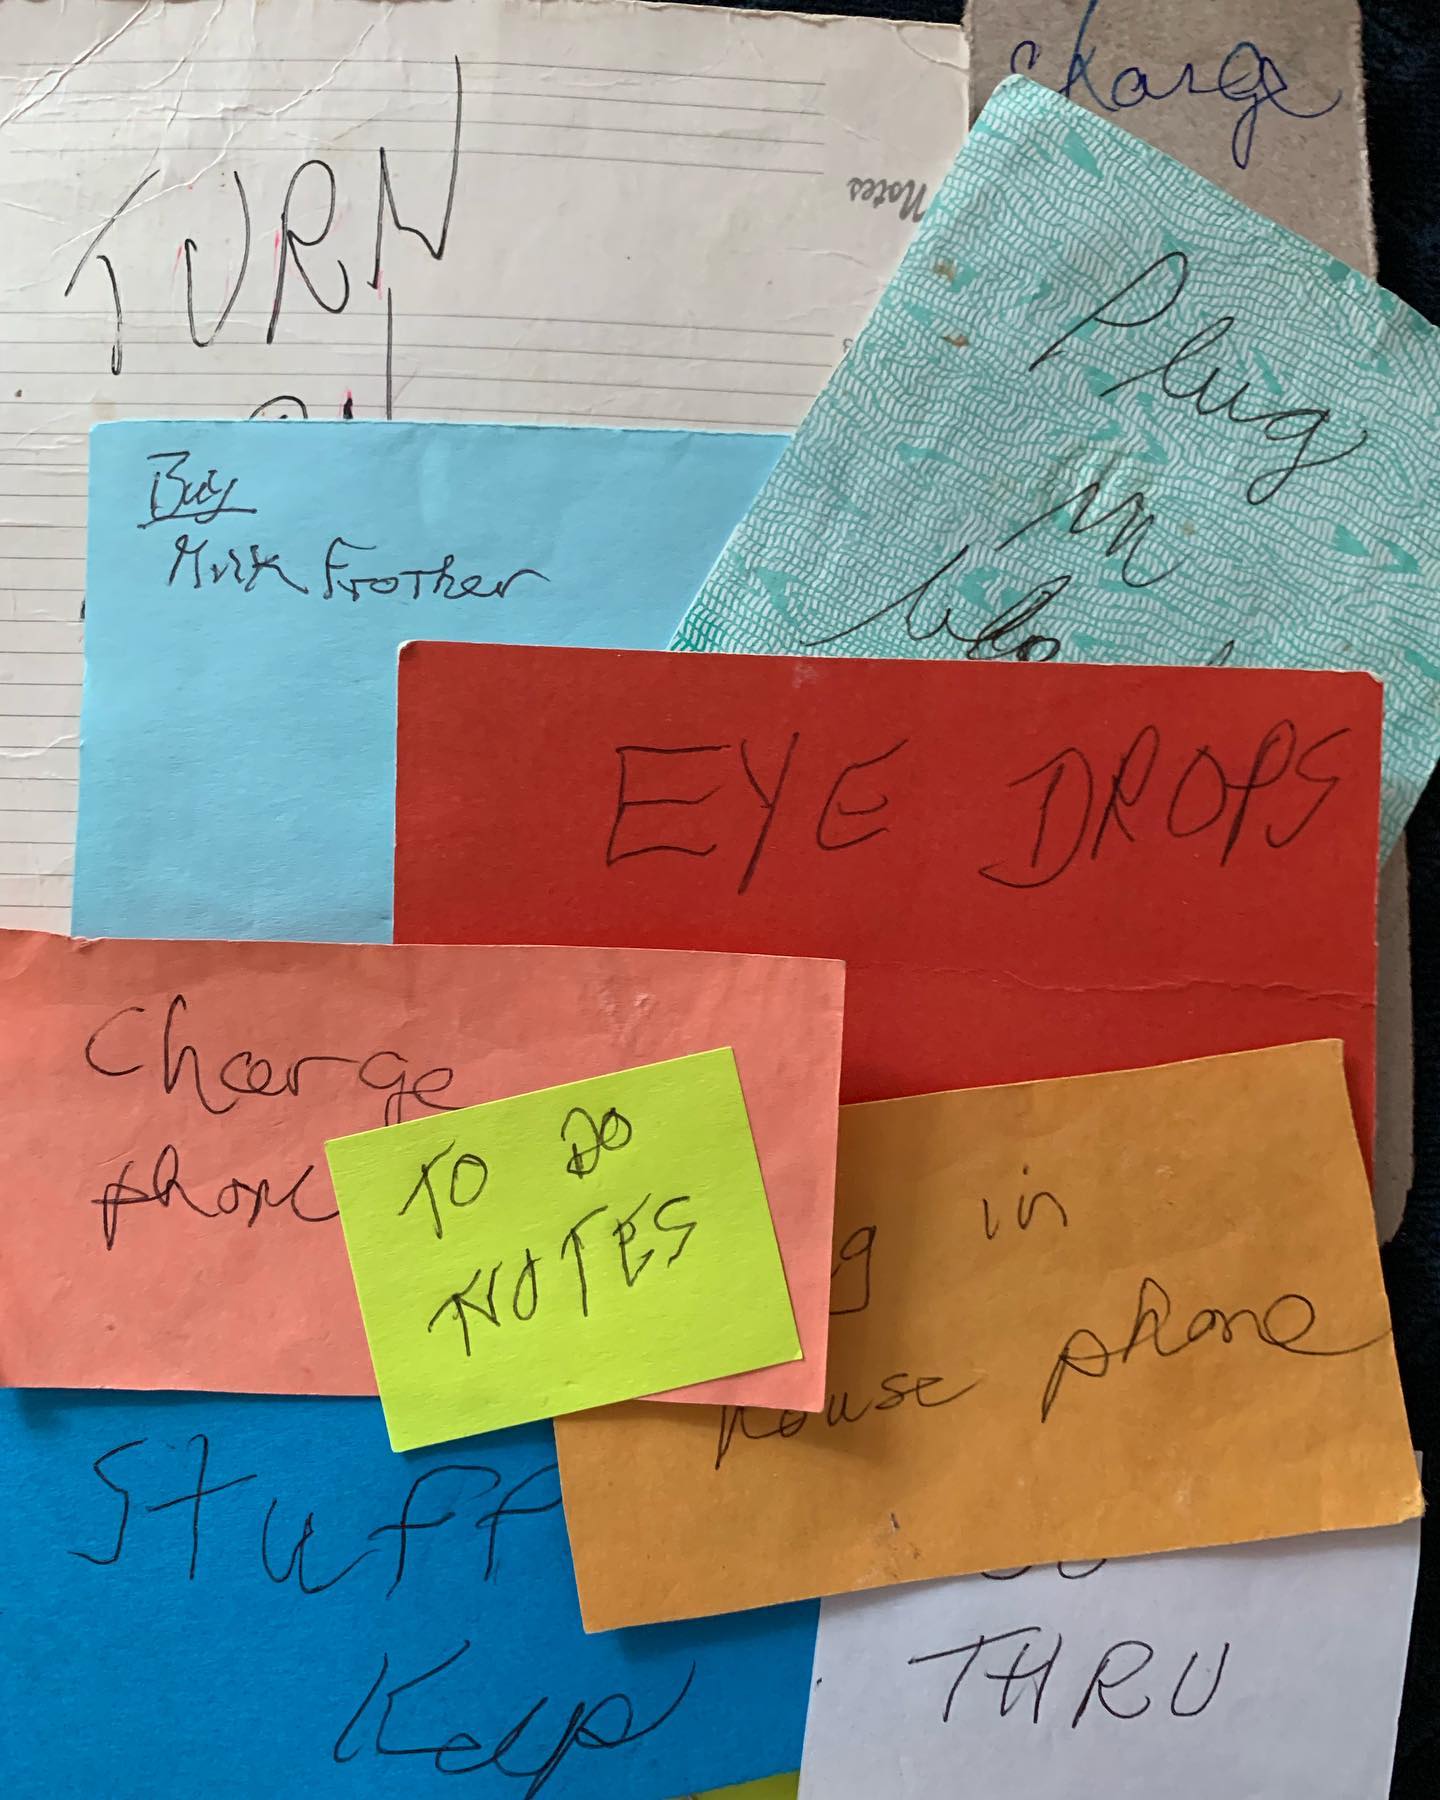 charge
Notes
TURN
Plug
in
Buy
Milk Frother
EYE DROPS
Charge
phone
TO DO
NOTES
g in
house phone
Stuff
Keep
THRU